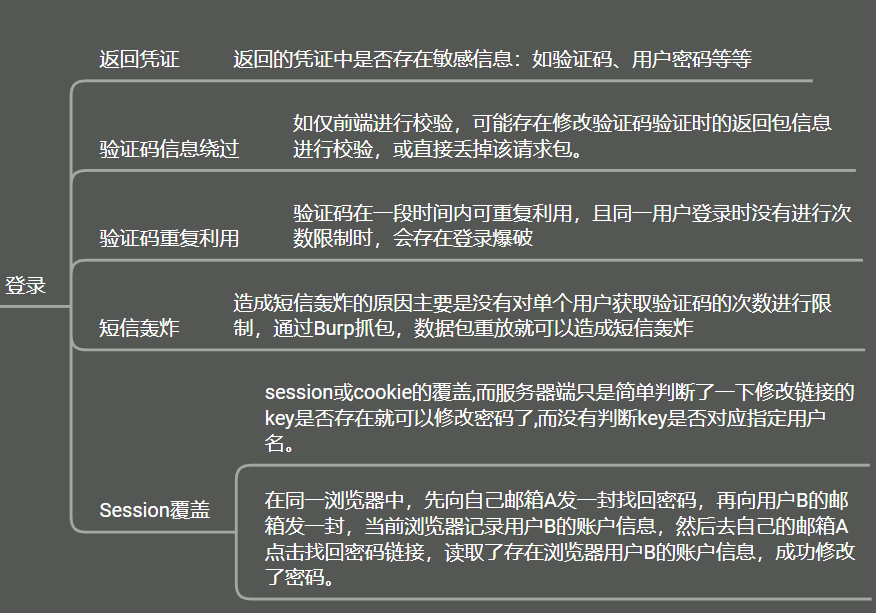 返回凭证
返回的凭证中是否存在敏感信息：如验证码、用户密码等等
验证码信息绕过
如仅前端进行校验，可能存在修改验证码验证时的返回包信息
进行校验，或直接丢掉该请求包。
验证码重复利用
验证码在一段时间内可重复利用，且同一用户登录时没有进行次
数限制时，会存在登录爆破
登录
短信轰炸
造成短信轰炸的原因主要是没有对单个用户获取验证码的次数进行限
制，通过Burp抓包，数据包重放就可以造成短信轰炸
Session覆盖
session或cookie的覆盖,而服务器端只是简单判断了一下修改链接的
key是否存在就可以修改密码了,而没有判断key是否对应指定用户
名。
在同一浏览器中，先向自己邮箱A发一封找回密码，再向用户B的邮
箱发一封，当前浏览器记录用户B的账户信息，然后去自己的邮箱A
点击找回密码链接，读取了存在浏览器用户B的账户信息，成功修改
了密码。